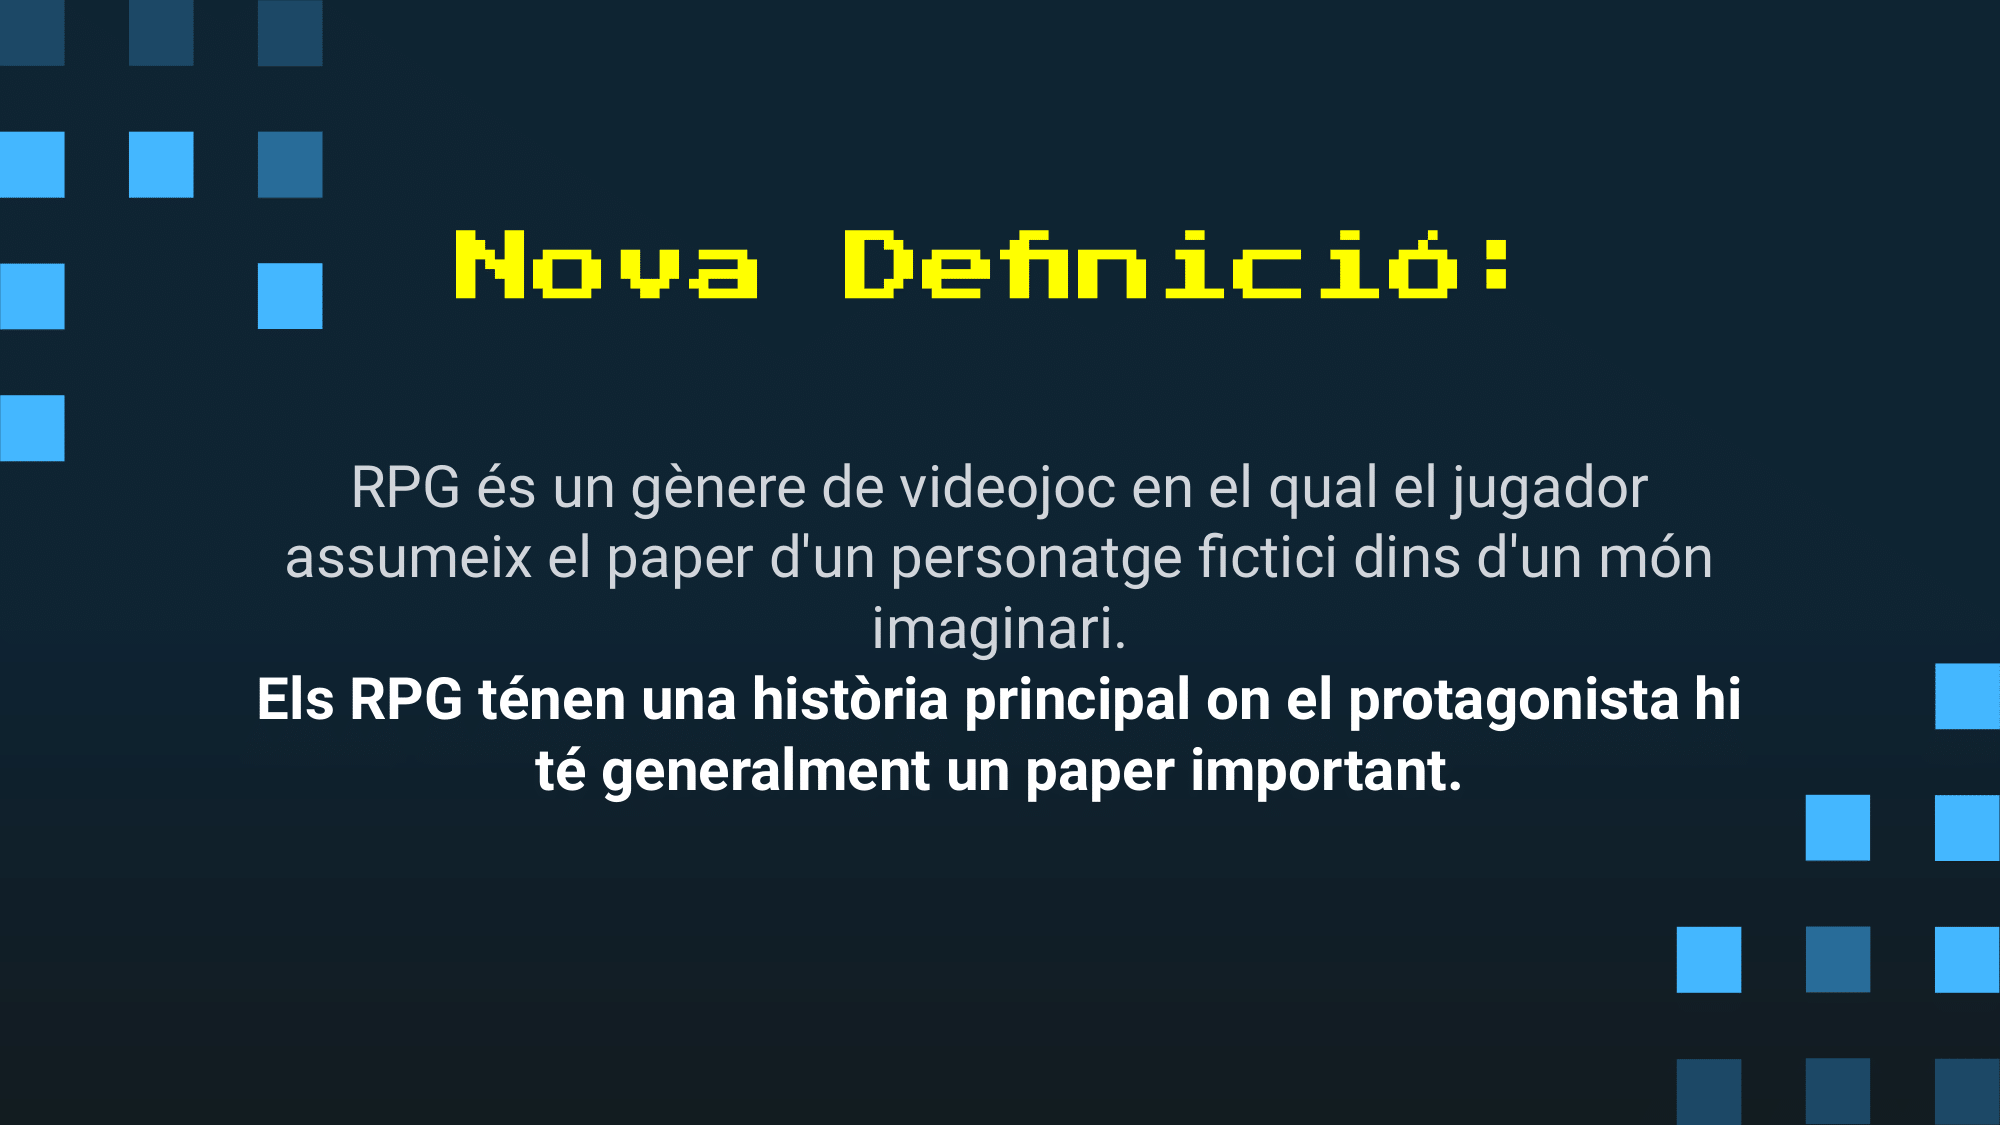 Nova Definició:
RPG és un gènere de videojoc en el qual el jugador
assumeix el paper d'un personatge fictici dins d'un món
imaginari.
Els RPG ténen una història principal on el protagonista hi
té generalment un paper important.